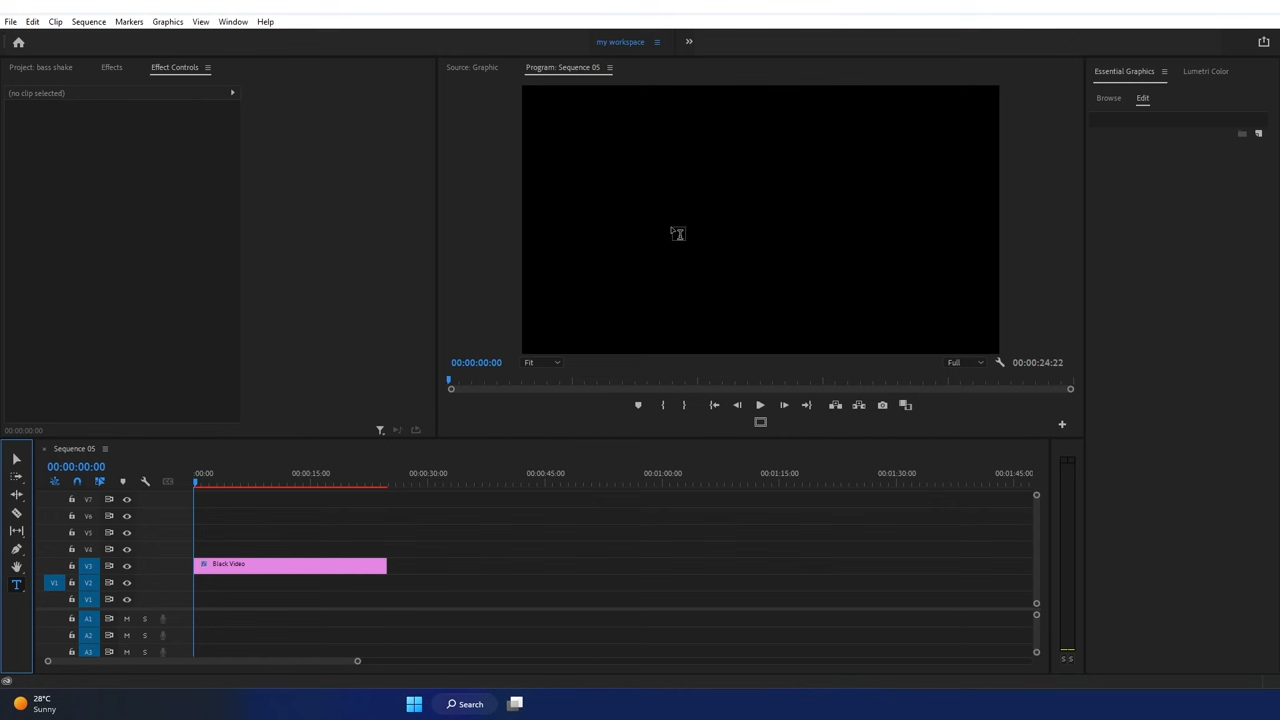 File Edit Clip Sequence Markers Graphics View Window Help
my workspace
Project: bass shake Effects Effect Controls
Source: Graphic Program: Sequence 05
Essential Graphics Lumetri Color
(no clip selected)
Browse Edit
00:00:00:00 Fit Full 00:00:24:22
00:00:00:00
Sequence 05
00:00:00:00
:00:00 00:00:15:00 00:00:30:00 00:00:45:00 00:01:00:00 00:01:15:00 00:01:30:00 00:01:45:00
V7
V6
V5
V4
V3 fx Black Video
V1 V2
V1
A1 M S
A2 M S
A3 M S
S S
T
28°C
Sunny
Search